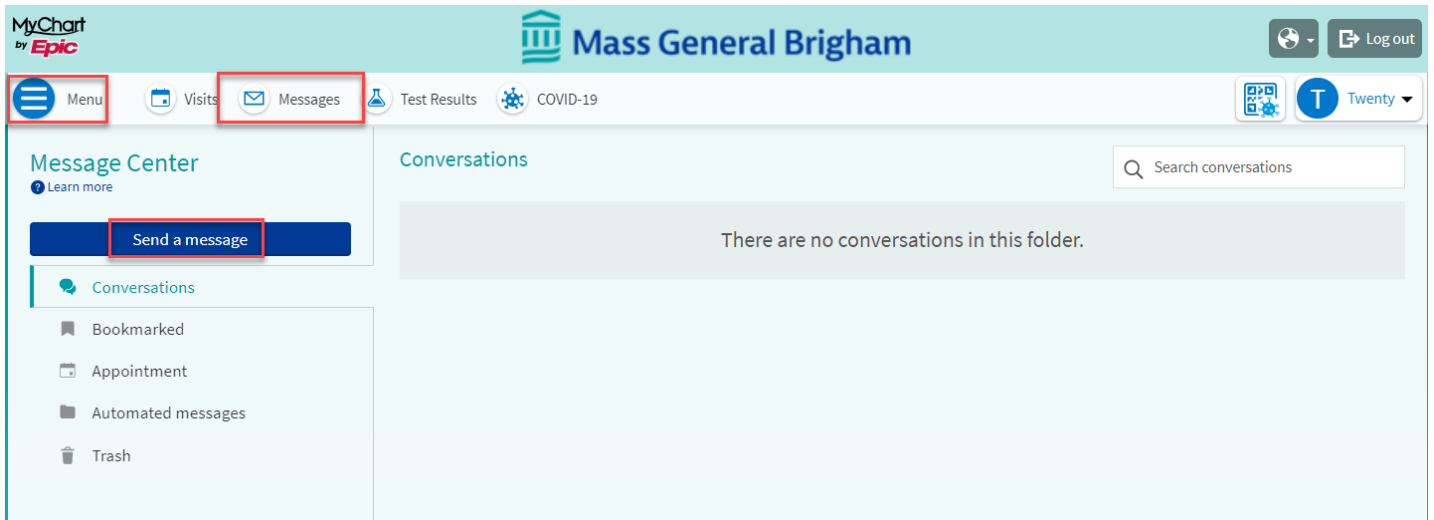 MyChart
by Epic
Mass General Brigham
Log out
Menu
Visits
Messages
Test Results
COVID-19
T
Twenty
Message Center
? Learn more
Conversations
Search conversations
Send a message
There are no conversations in this folder.
Conversations
Bookmarked
Appointment
Automated messages
Trash